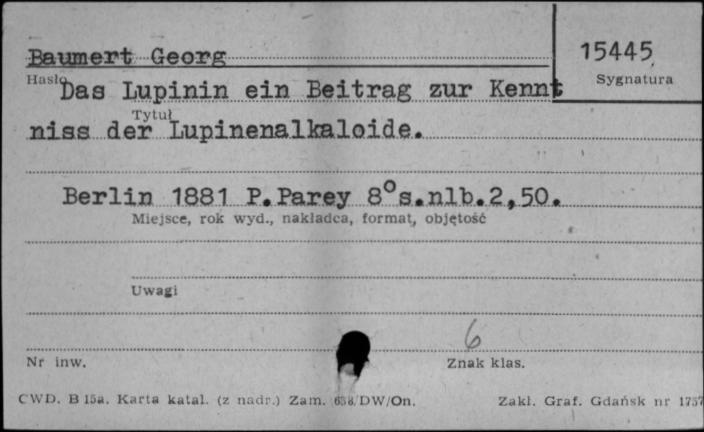 Baumert Georg
15445
Hasło
Sygnatura
Das Lupinin ein Beitrag zur Kennt
Tytuł
niss der Lupinenalkaloide.
Berlin 1881 P.Parey 8°s.nlb.2,50.
Miejsce, rok wyd., nakładca, format, objętość
Uwagi
6
Nr inw.
Znak klas.
CWD. B 15a. Karta katal. (z nadr.) Zam. 638/DW/On.
Zakł. Graf. Gdańsk nr 1757